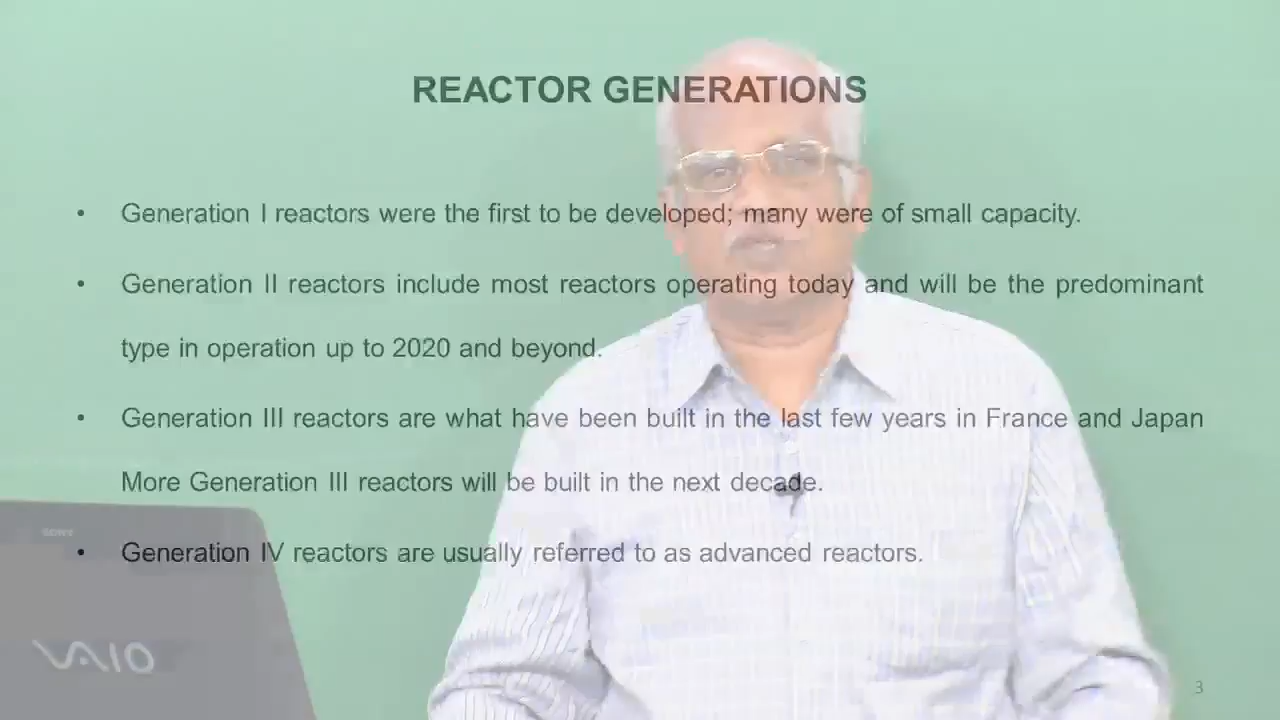 REACTOR GENERATIONS
• Generation I reactors were the first to be developed; many were of small capacity.
• Generation II reactors include most reactors operating today and will be the predominant
type in operation up to 2020 and beyond.
• Generation III reactors are what have been built in the last few years in France and Japan
More Generation III reactors will be built in the next decade.
SONY
• Generation IV reactors are usually referred to as advanced reactors.
VAIO
3